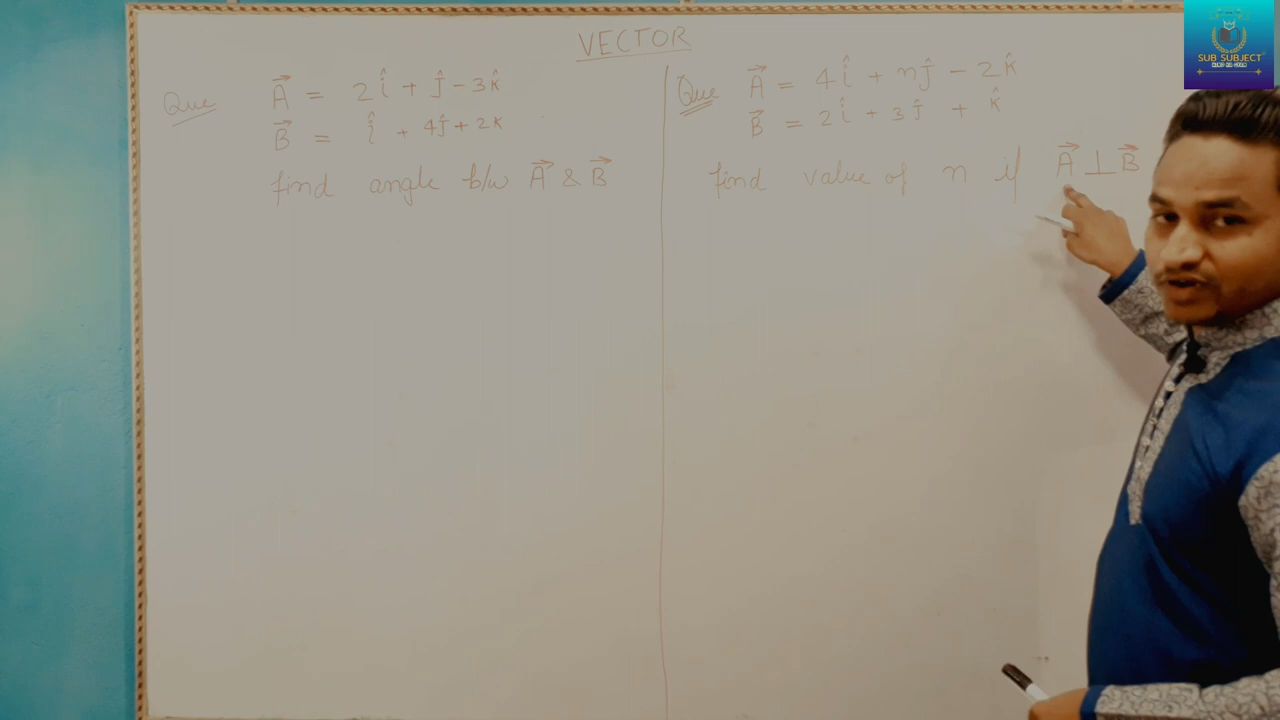 VECTOR
Que A⃗ = 2î + ĵ - 3k̂
B⃗ = î + 4ĵ + 2k
find angle b/w A⃗ & B⃗
Que A⃗ = 4î + nĵ - 2k̂
B⃗ = 2î + 3ĵ + k̂
find value of n if A⃗ ⊥ B⃗
SUB SUBJECT